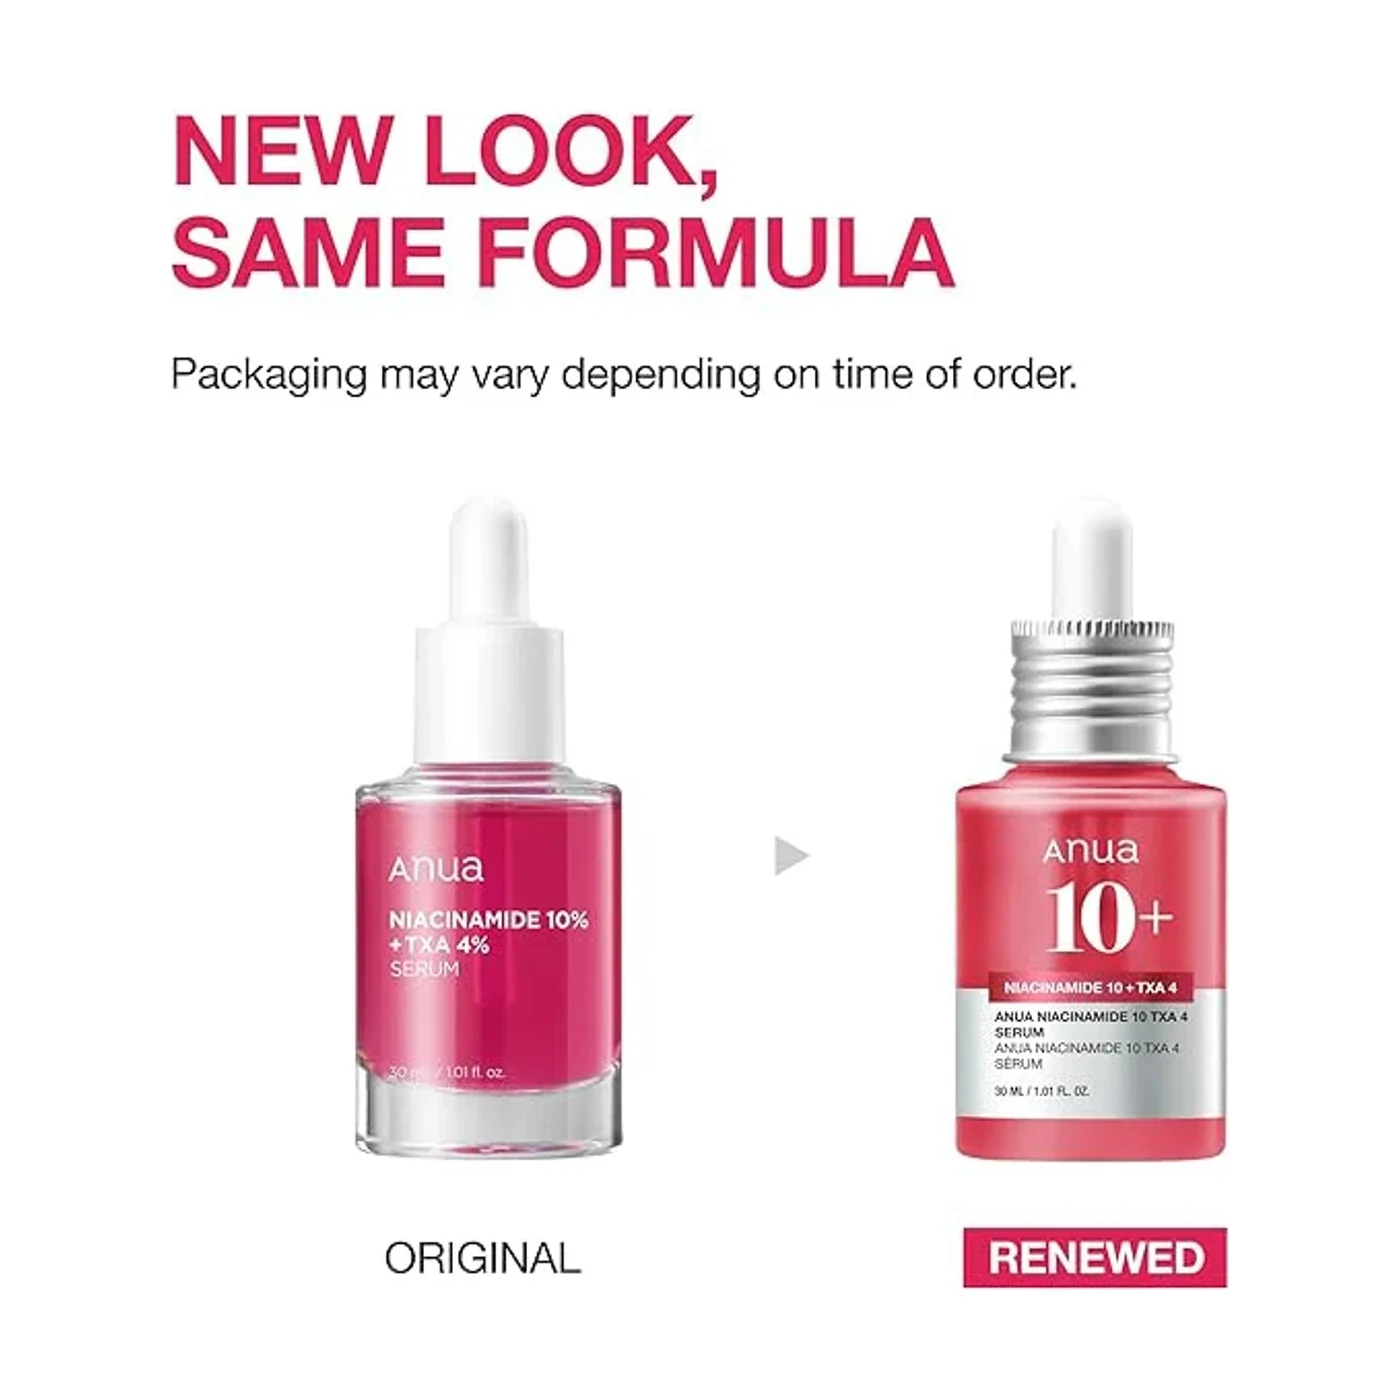 NEW LOOK,
SAME FORMULA
Packaging may vary depending on time of order.
Anua
NIACINAMIDE 10%
+ TXA 4%
SERUM
30 ml / 1.01 fl. oz.
Anua
10+
NIACINAMIDE 10 + TXA 4
ANUA NIACINAMIDE 10 TXA 4
SERUM
ANUA NIACINAMIDE 10 TXA 4
SÉRUM
30 ML / 1.01 FL. OZ.
ORIGINAL
RENEWED